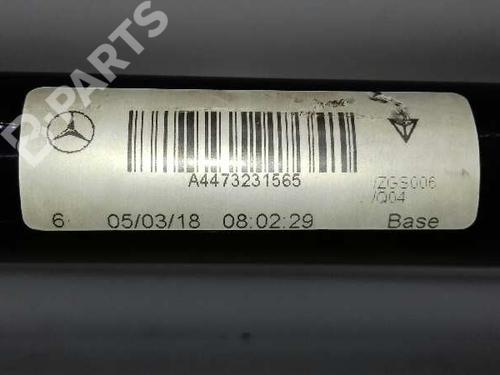 B-PARTS
A4473231565
/ZGS006
/Q04
6 05/03/18 08:02:29 Base